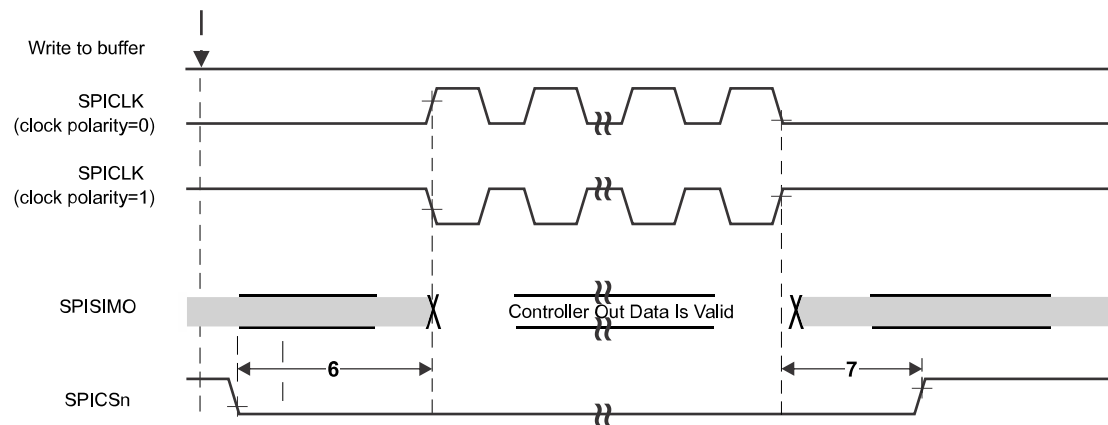 Write to buffer
SPICLK
(clock polarity=0)
SPICLK
(clock polarity=1)
SPISIMO
Controller Out Data Is Valid
6
7
SPICSn